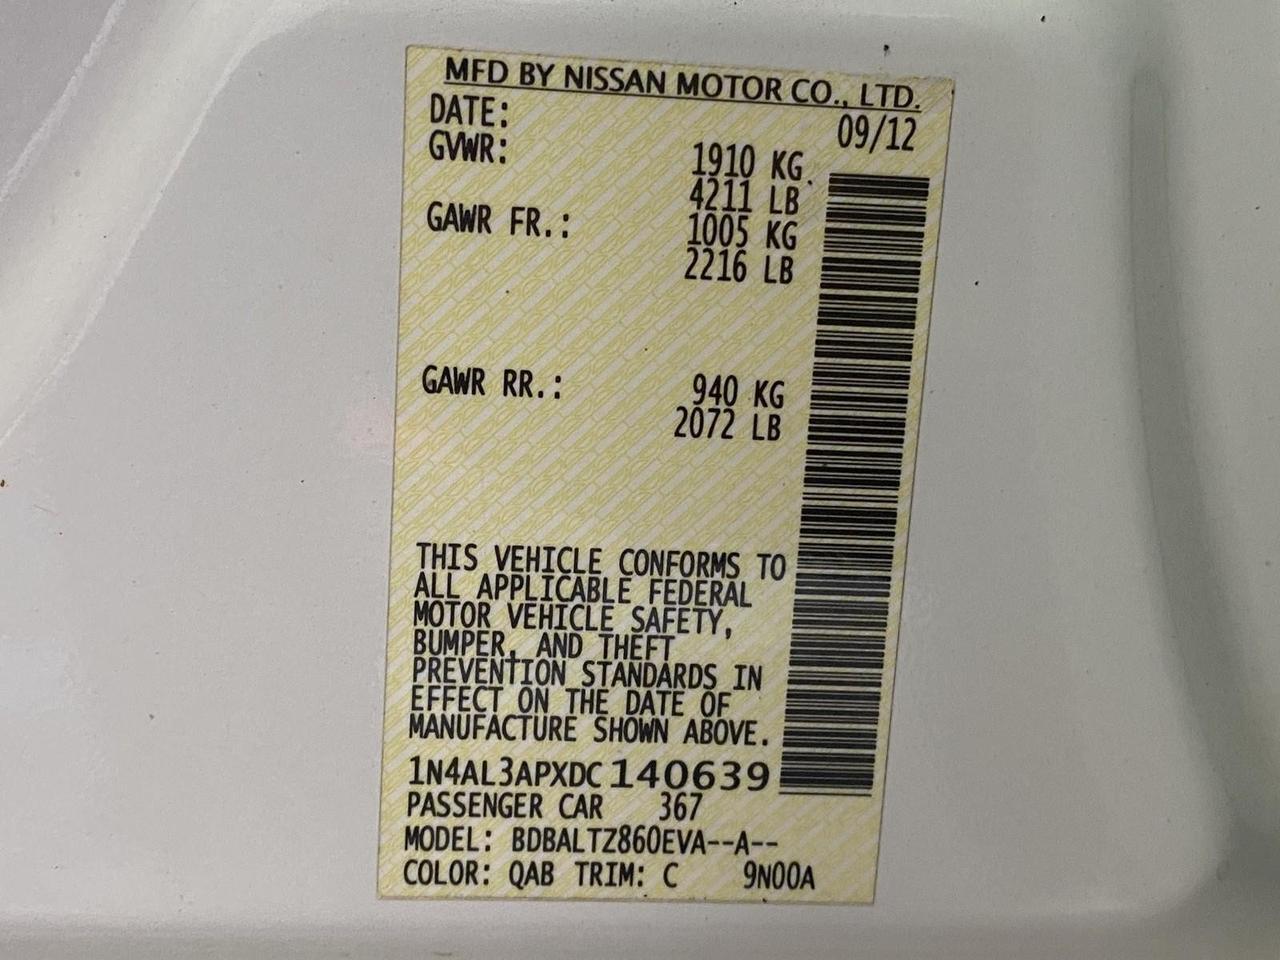 MFD BY NISSAN MOTOR CO., LTD.
DATE: 09/12
GVWR: 1910 KG
4211 LB
GAWR FR.: 1005 KG
2216 LB
GAWR RR.: 940 KG
2072 LB
THIS VEHICLE CONFORMS TO
ALL APPLICABLE FEDERAL
MOTOR VEHICLE SAFETY,
BUMPER, AND THEFT
PREVENTION STANDARDS IN
EFFECT ON THE DATE OF
MANUFACTURE SHOWN ABOVE.
1N4AL3APXDC140639
PASSENGER CAR 367
MODEL: BDBALTZ860EVA--A--
COLOR: QAB TRIM: C 9N00A